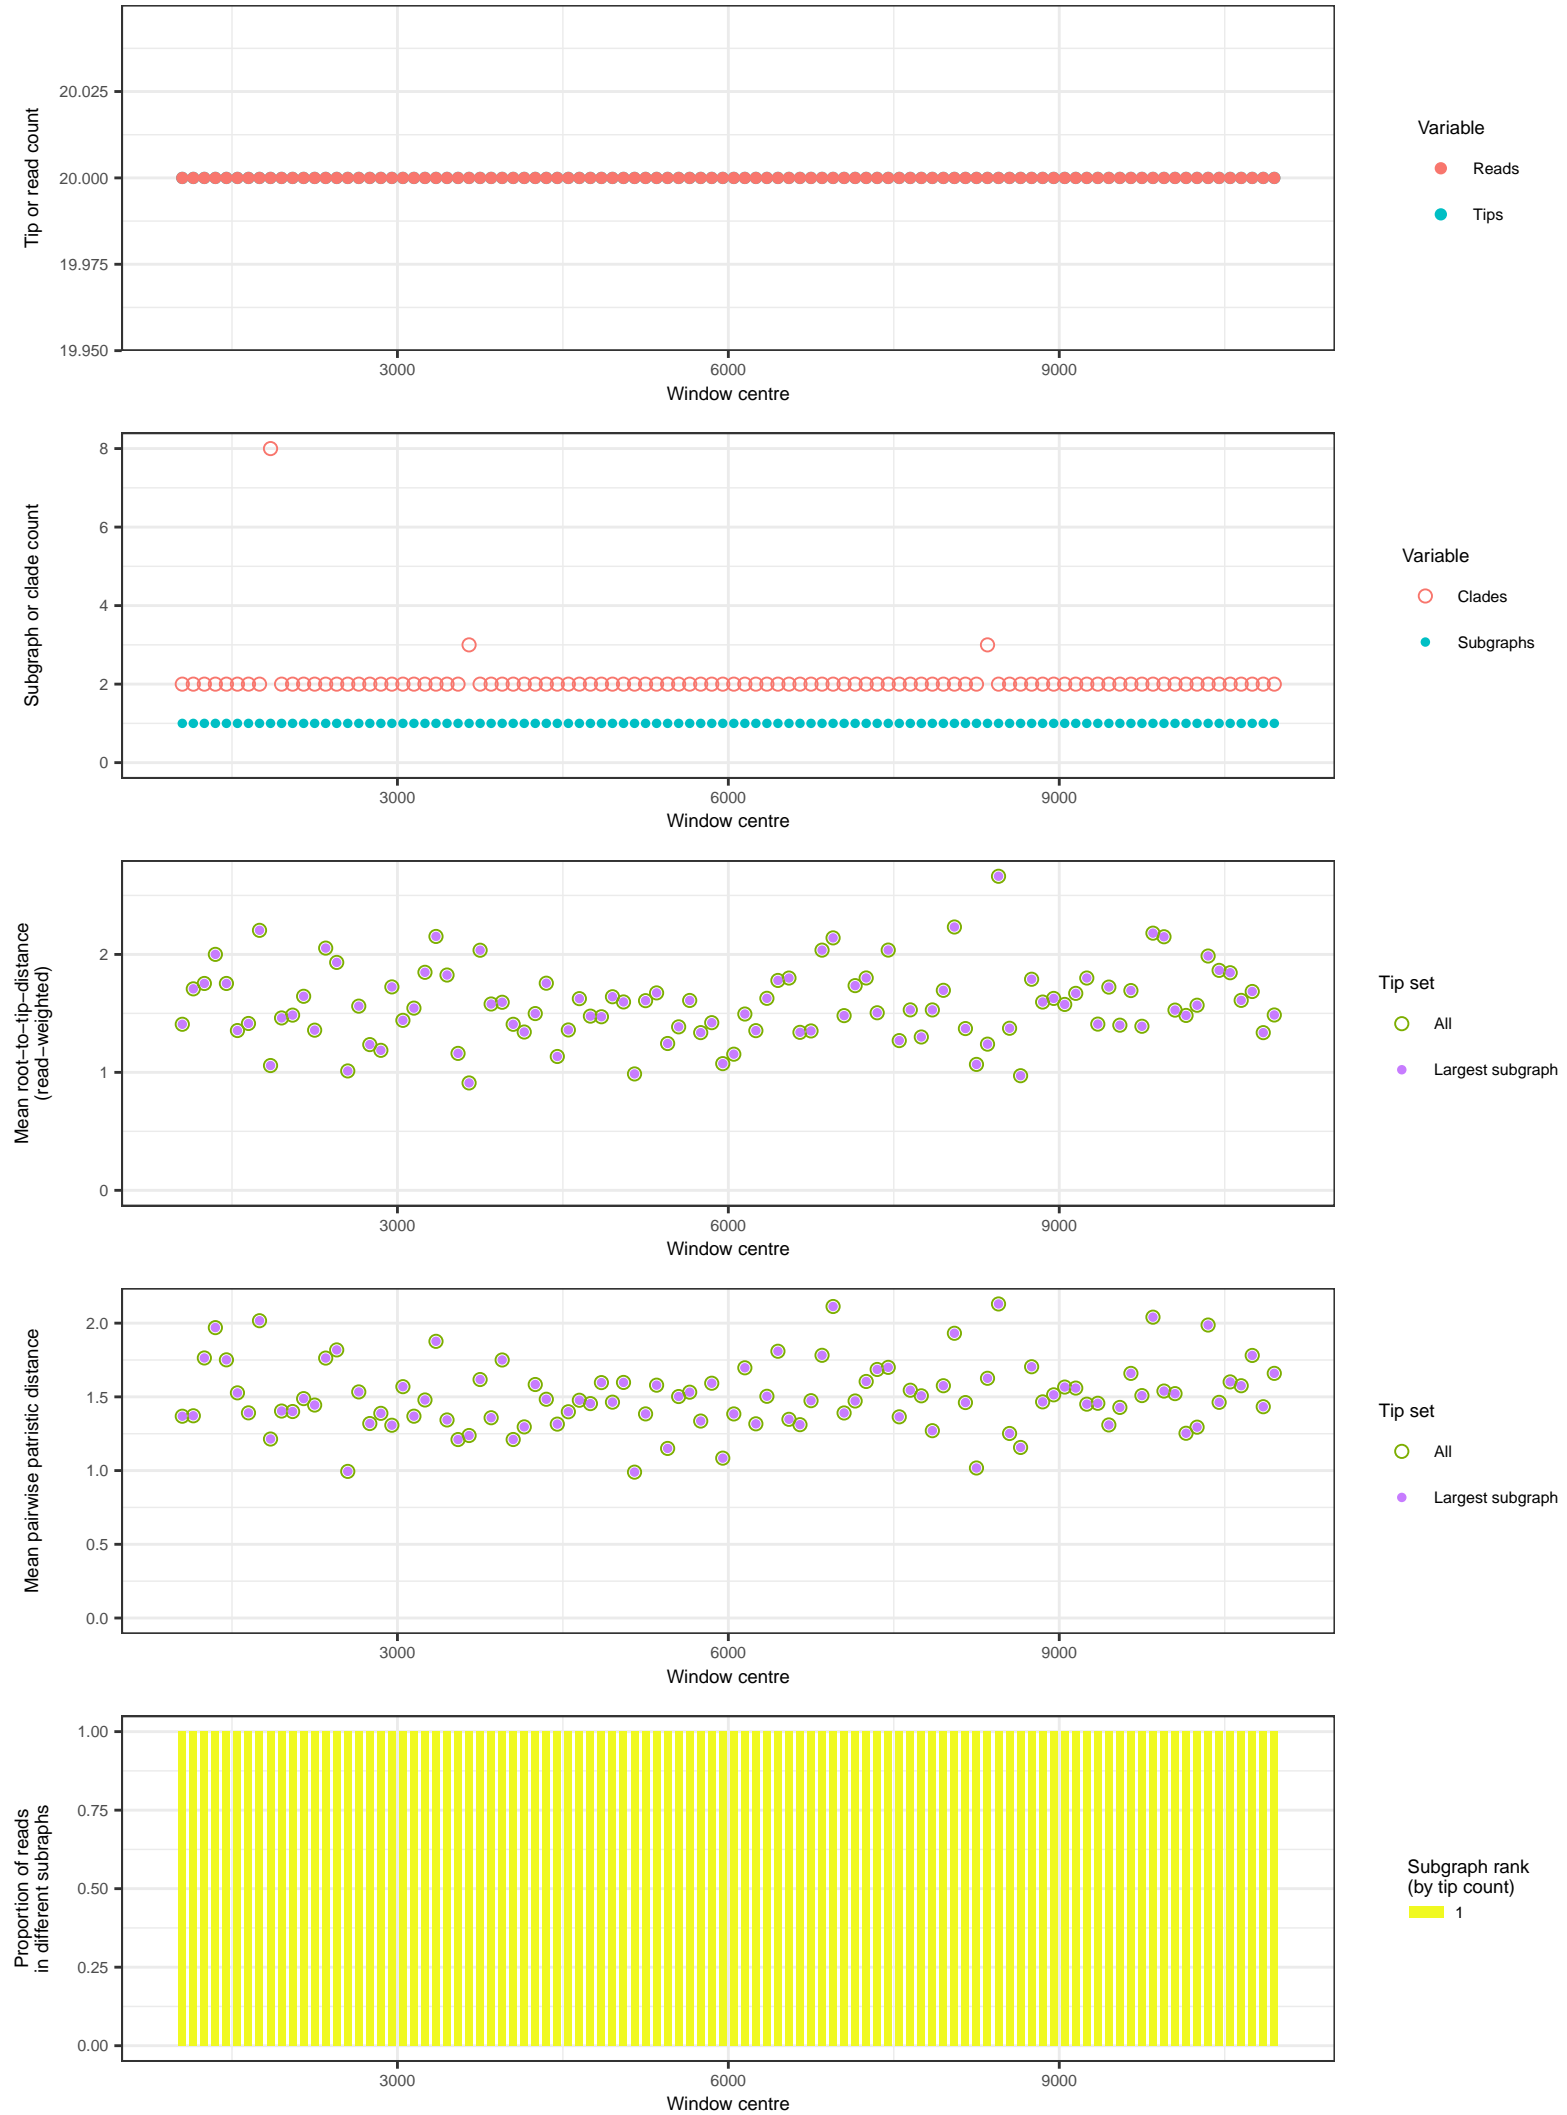 Tip or read count
20.025
20.000
19.975
19.950
3000
6000
9000
Window centre
Variable
Reads
Tips
Subgraph or clade count
8
6
4
2
0
3000
6000
9000
Window centre
Variable
Clades
Subgraphs
Mean root−to−tip−distance
(read−weighted)
2
1
0
3000
6000
9000
Window centre
Tip set
All
Largest subgraph
Mean pairwise patristic distance
2.0
1.5
1.0
0.5
0.0
3000
6000
9000
Window centre
Tip set
All
Largest subgraph
Proportion of reads
in different subraphs
1.00
0.75
0.50
0.25
0.00
3000
6000
9000
Window centre
Subgraph rank
(by tip count)
1